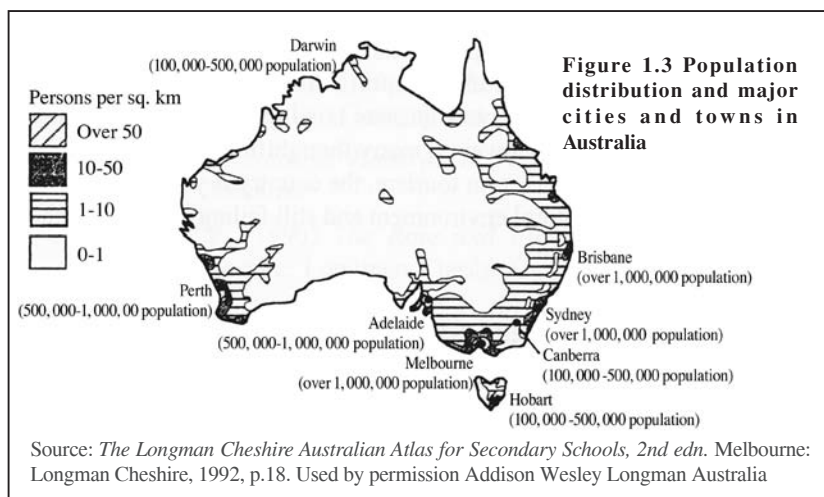 Darwin
(100,000-500,000 population)
Figure 1.3 Population
distribution and major
cities and towns in
Australia
Persons per sq. km
Over 50
10-50
1-10
0-1
Brisbane
(over 1,000,000 population)
Perth
(500,000-1,000,00 population)
Sydney
(over 1,000,000 population)
Adelaide
(500,000-1,000,000 population)
Canberra
(100,000-500,000 population)
Melbourne
(over 1,000,000 population)
Hobart
(100,000-500,000 population)
Source: The Longman Cheshire Australian Atlas for Secondary Schools, 2nd edn. Melbourne:
Longman Cheshire, 1992, p.18. Used by permission Addison Wesley Longman Australia